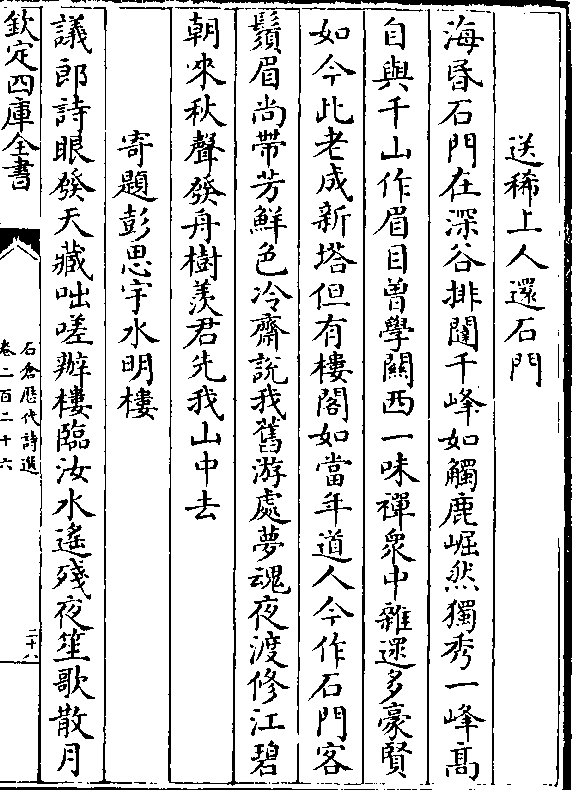 送稀上人還石門
海昬石門在深谷排闥千峰如觸鹿崛然獨秀一峰髙
自與千山作眉目曽學關西一味禪衆中雜遝多豪賢
如今此老成新塔但有樓閣如當年道人今作石門客
鬚眉尚帶芳鮮色冷齋說我舊游處夢魂夜渡修江碧
朝來秋聲發舟樹羨君先我山中去
寄題彭思宇水明樓
議郎詩眼發天藏咄嗟辦樓臨汝水遙殘夜笙歌散月
欽定四庫全書
石倉歴代詩選
卷二百二十六
二十八